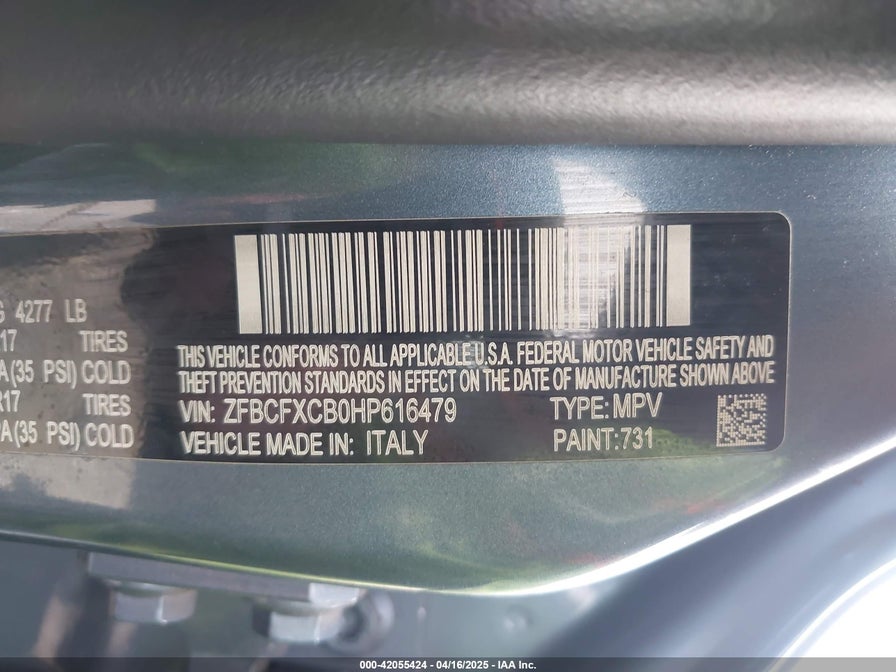 G 4277 LB
17 TIRES
A(35 PSI) COLD
R17 TIRES
PA(35 PSI) COLD
THIS VEHICLE CONFORMS TO ALL APPLICABLE U.S.A. FEDERAL MOTOR VEHICLE SAFETY AND
THEFT PREVENTION STANDARDS IN EFFECT ON THE DATE OF MANUFACTURE SHOWN ABOVE
VIN: ZFBCFXCB0HP616479 TYPE: MPV
VEHICLE MADE IN: ITALY PAINT:731
000-42055424 - 04/16/2025 - IAA Inc.